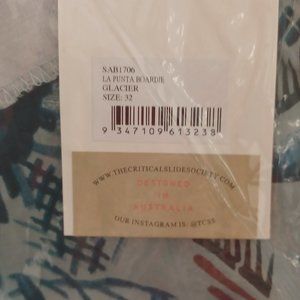 SAB1706
LA PUNTA BOARDIE
GLACIER
SIZE: 32
9 347109 613238
WWW.THECRITICALSLIDESOCIETY.COM
DESIGNED
IN
AUSTRALIA
OUR INSTAGRAM IS: @TCSS